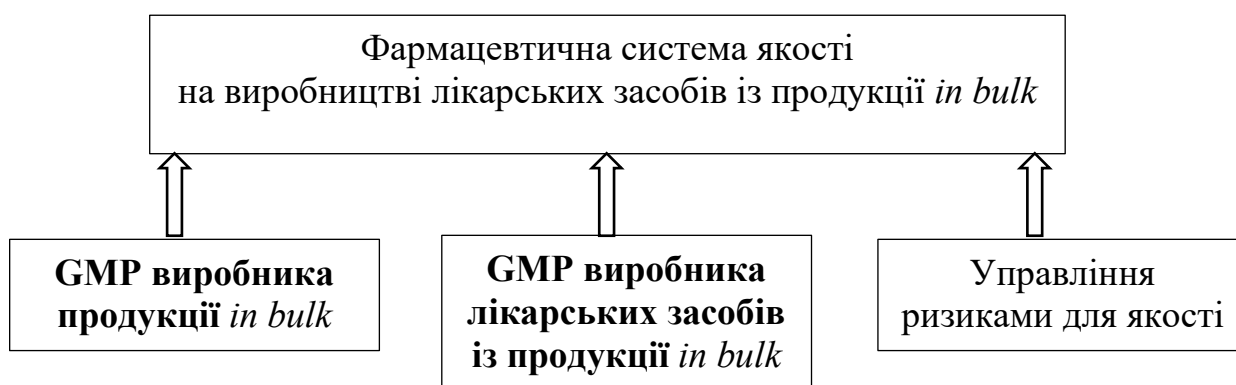 Фармацевтична система якості
на виробництві лікарських засобів із продукції in bulk
GMP виробника
продукції in bulk
GMP виробника
лікарських засобів
із продукції in bulk
Управління
ризиками для якості